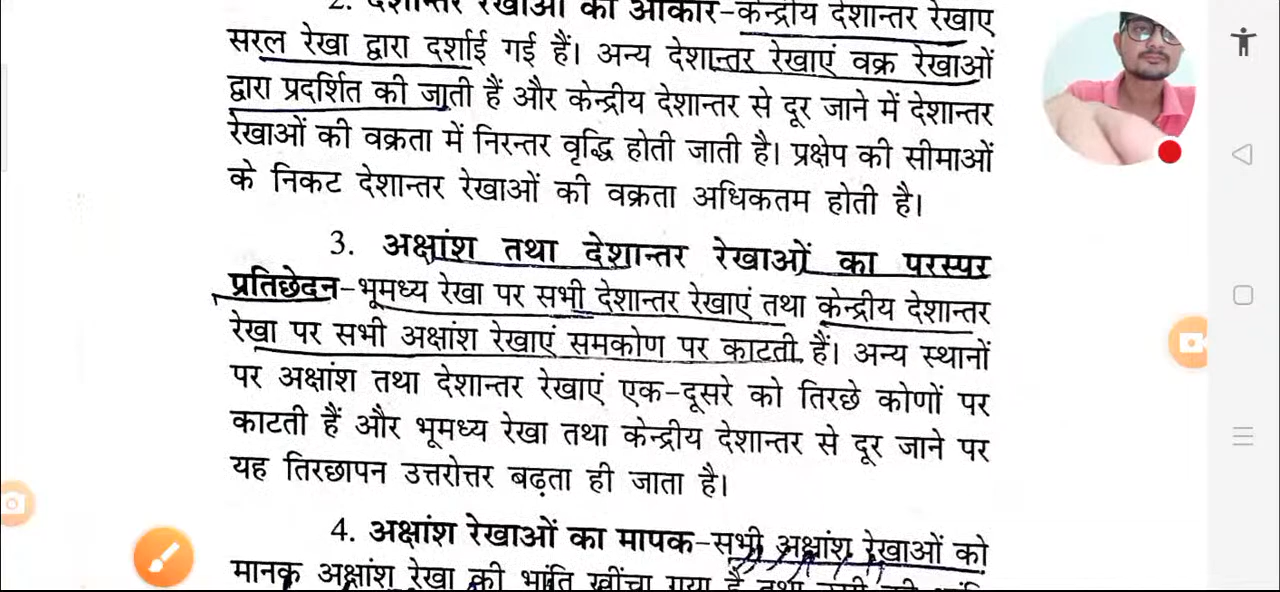 2. देशान्तर रेखाओं का आकार–केन्द्रीय देशान्तर रेखाएं
सरल रेखा द्वारा दर्शाई गई हैं। अन्य देशान्तर रेखाएं वक्र रेखाओं
द्वारा प्रदर्शित की जाती हैं और केन्द्रीय देशान्तर से दूर जाने में देशान्तर
रेखाओं की वक्रता में निरन्तर वृद्धि होती जाती है। प्रक्षेप की सीमाओं
के निकट देशान्तर रेखाओं की वक्रता अधिकतम होती है।
3. अक्षांश तथा देशान्तर रेखाओं का परस्पर
प्रतिछेदन–भूमध्य रेखा पर सभी देशान्तर रेखाएं तथा केन्द्रीय देशान्तर
रेखा पर सभी अक्षांश रेखाएं समकोण पर काटती हैं। अन्य स्थानों
पर अक्षांश तथा देशान्तर रेखाएं एक–दूसरे को तिरछे कोणों पर
काटती हैं और भूमध्य रेखा तथा केन्द्रीय देशान्तर से दूर जाने पर
यह तिरछापन उत्तरोत्तर बढ़ता ही जाता है।
4. अक्षांश रेखाओं का मापक–सभी अक्षांश रेखाओं को
मानक अक्षांश रेखा की भांति खींचा गया है तथा